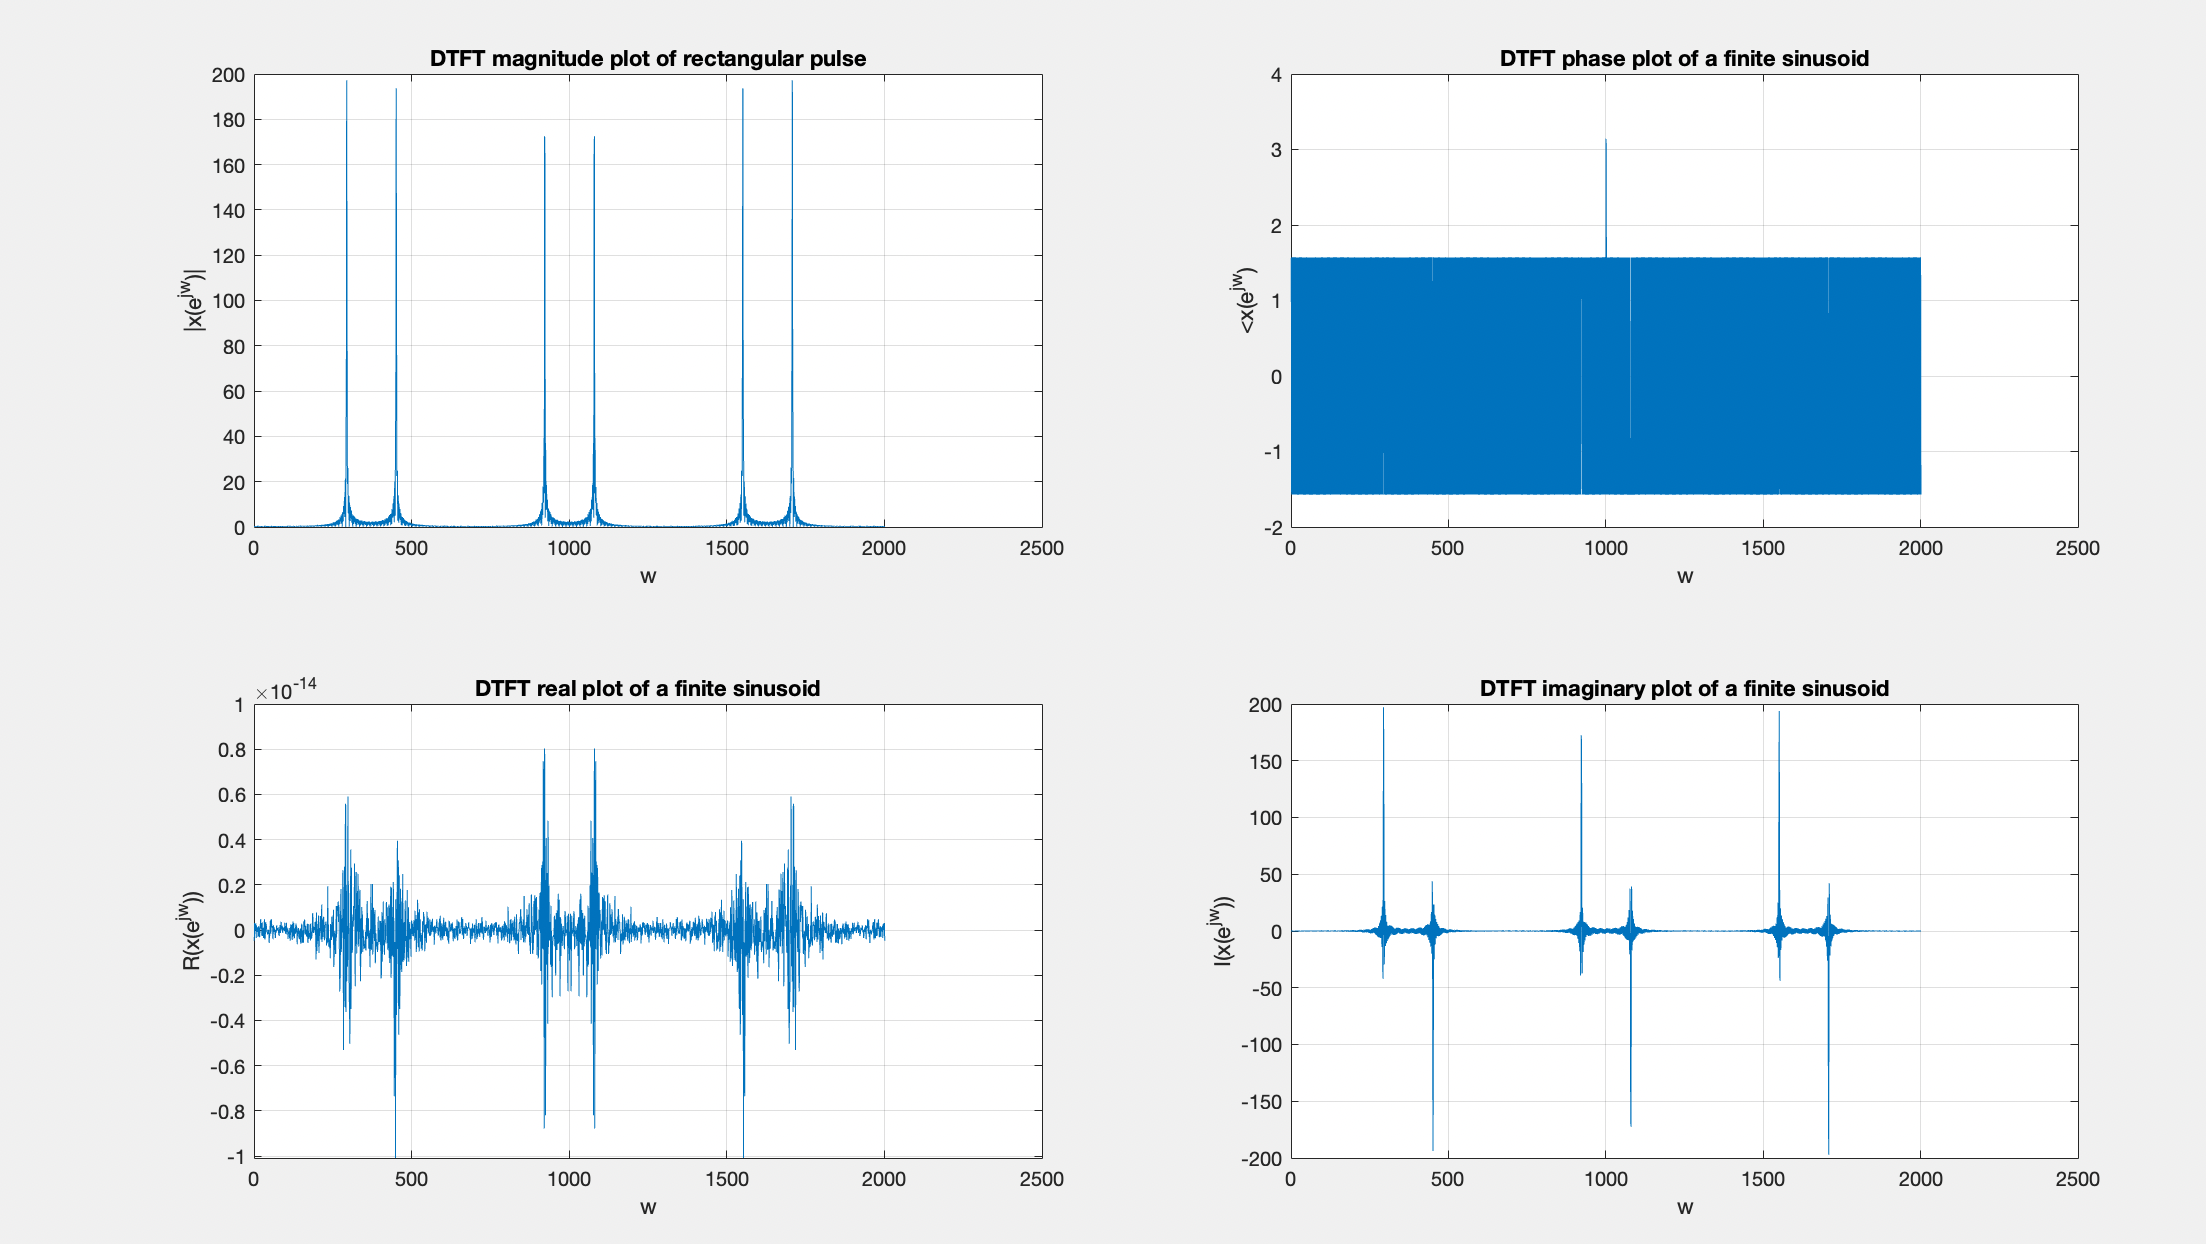 DTFT magnitude plot of rectangular pulse
200
180
160
140
120
100
80
60
40
20
0
|x(e^jw)|
0 500 1000 1500 2000 2500
w
DTFT phase plot of a finite sinusoid
4
3
2
1
0
-1
-2
<x(e^jw)
0 500 1000 1500 2000 2500
w
DTFT real plot of a finite sinusoid
×10^-14
1
0.8
0.6
0.4
0.2
0
-0.2
-0.4
-0.6
-0.8
-1
R(x(e^jw))
0 500 1000 1500 2000 2500
w
DTFT imaginary plot of a finite sinusoid
200
150
100
50
0
-50
-100
-150
-200
I(x(e^jw))
0 500 1000 1500 2000 2500
w